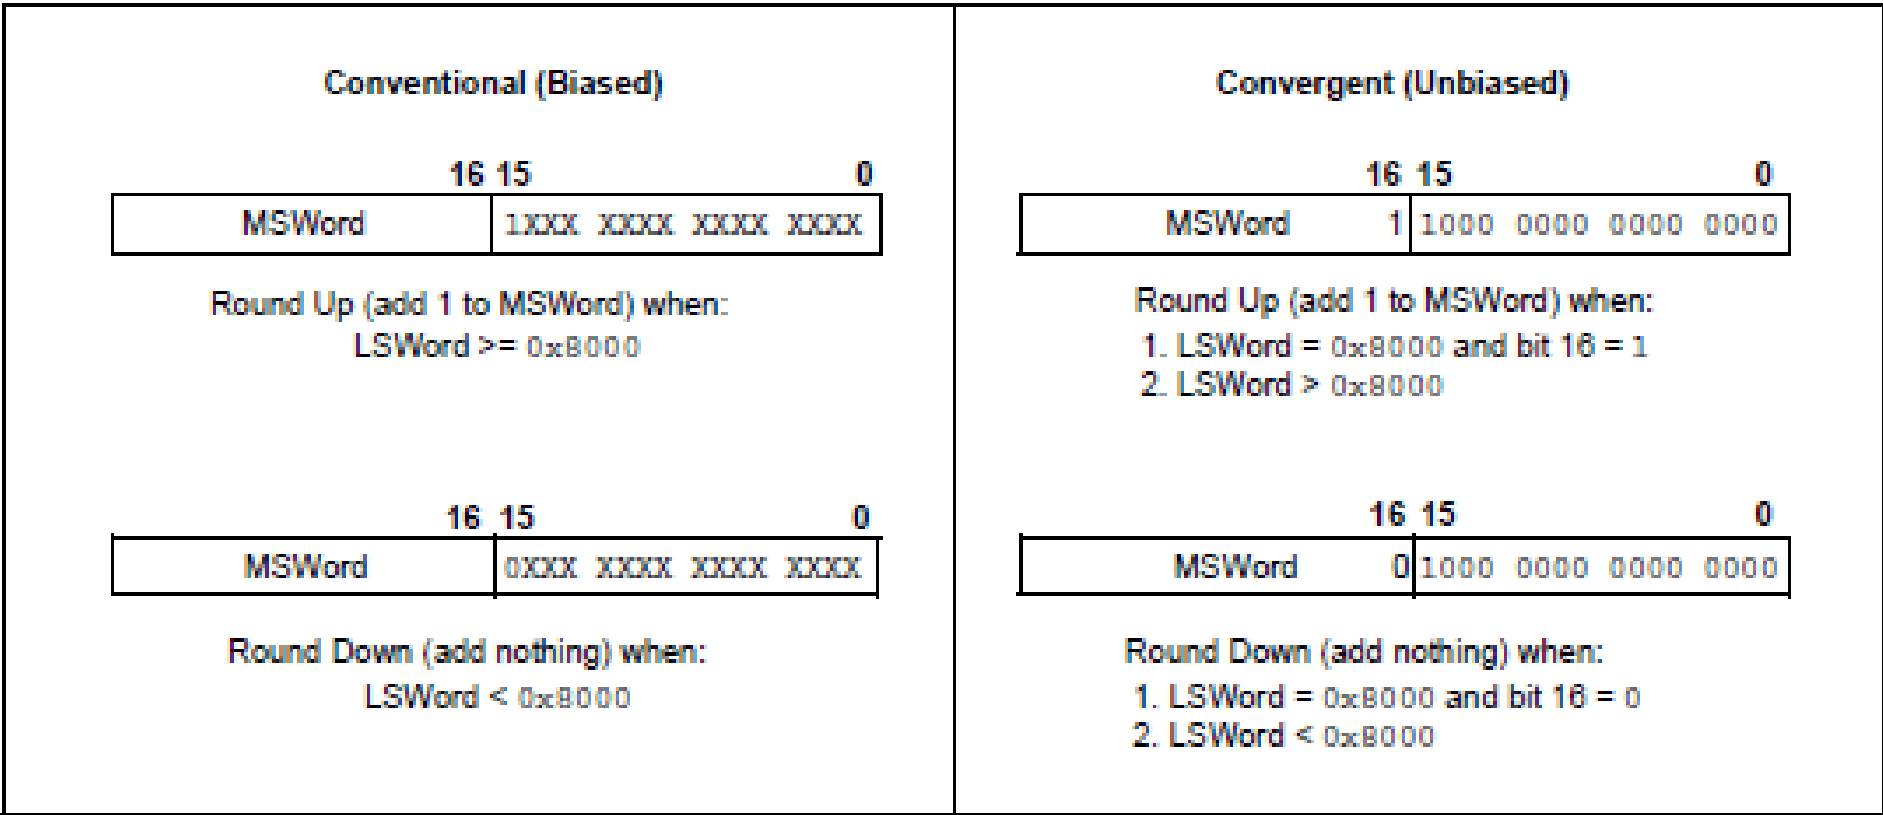 Conventional (Biased)
16 15 0
MSWord 1XXX XXXX XXXX XXXX
Round Up (add 1 to MSWord) when:
LSWord >= 0x8000
16 15 0
MSWord 0XXX XXXX XXXX XXXX
Round Down (add nothing) when:
LSWord < 0x8000
Convergent (Unbiased)
16 15 0
MSWord 1 1000 0000 0000 0000
Round Up (add 1 to MSWord) when:
1. LSWord = 0x8000 and bit 16 = 1
2. LSWord > 0x8000
16 15 0
MSWord 0 1000 0000 0000 0000
Round Down (add nothing) when:
1. LSWord = 0x8000 and bit 16 = 0
2. LSWord < 0x8000